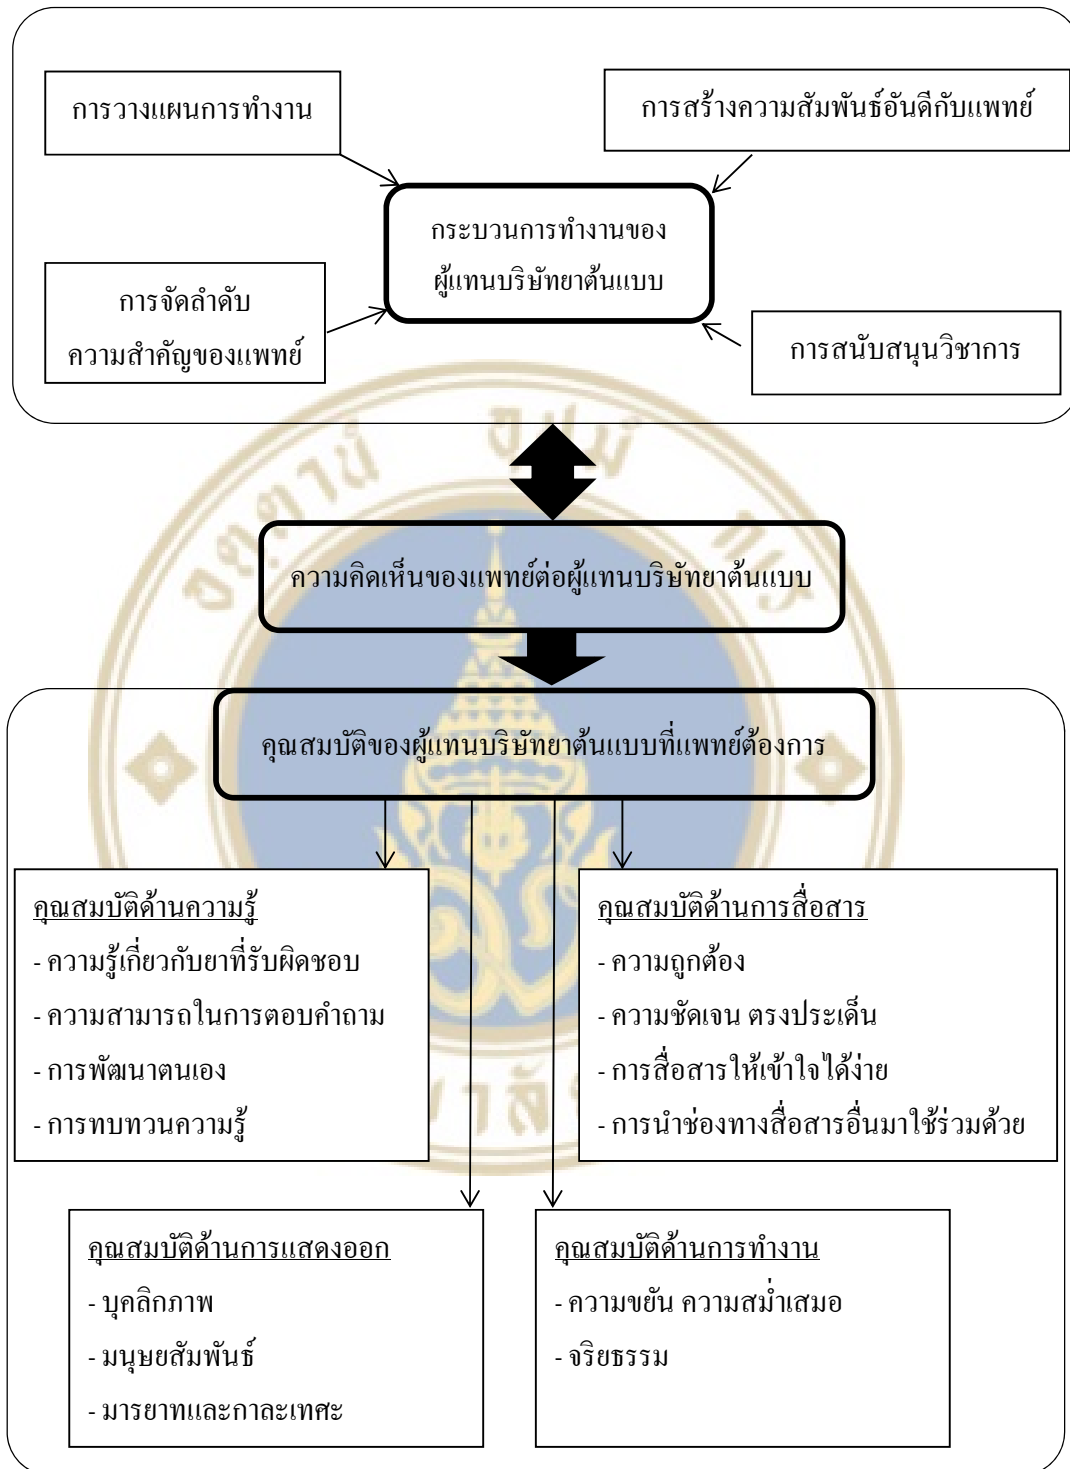 การวางแผนการทำงาน
การสร้างความสัมพันธ์อันดีกับแพทย์
กระบวนการทำงานของ
ผู้แทนบริษัทยาต้นแบบ
การจัดลำดับ
ความสำคัญของแพทย์
การสนับสนุนวิชาการ
ความคิดเห็นของแพทย์ต่อผู้แทนบริษัทยาต้นแบบ
คุณสมบัติของผู้แทนบริษัทยาต้นแบบที่แพทย์ต้องการ
คุณสมบัติด้านความรู้
- ความรู้เกี่ยวกับยาที่รับผิดชอบ
- ความสามารถในการตอบคำถาม
- การพัฒนาตนเอง
- การทบทวนความรู้
คุณสมบัติด้านการสื่อสาร
- ความถูกต้อง
- ความชัดเจน ตรงประเด็น
- การสื่อสารให้เข้าใจได้ง่าย
- การนำช่องทางสื่อสารอื่นมาใช้ร่วมด้วย
คุณสมบัติด้านการแสดงออก
- บุคลิกภาพ
- มนุษยสัมพันธ์
- มารยาทและกาละเทศะ
คุณสมบัติด้านการทำงาน
- ความขยัน ความสม่ำเสมอ
- จริยธรรม